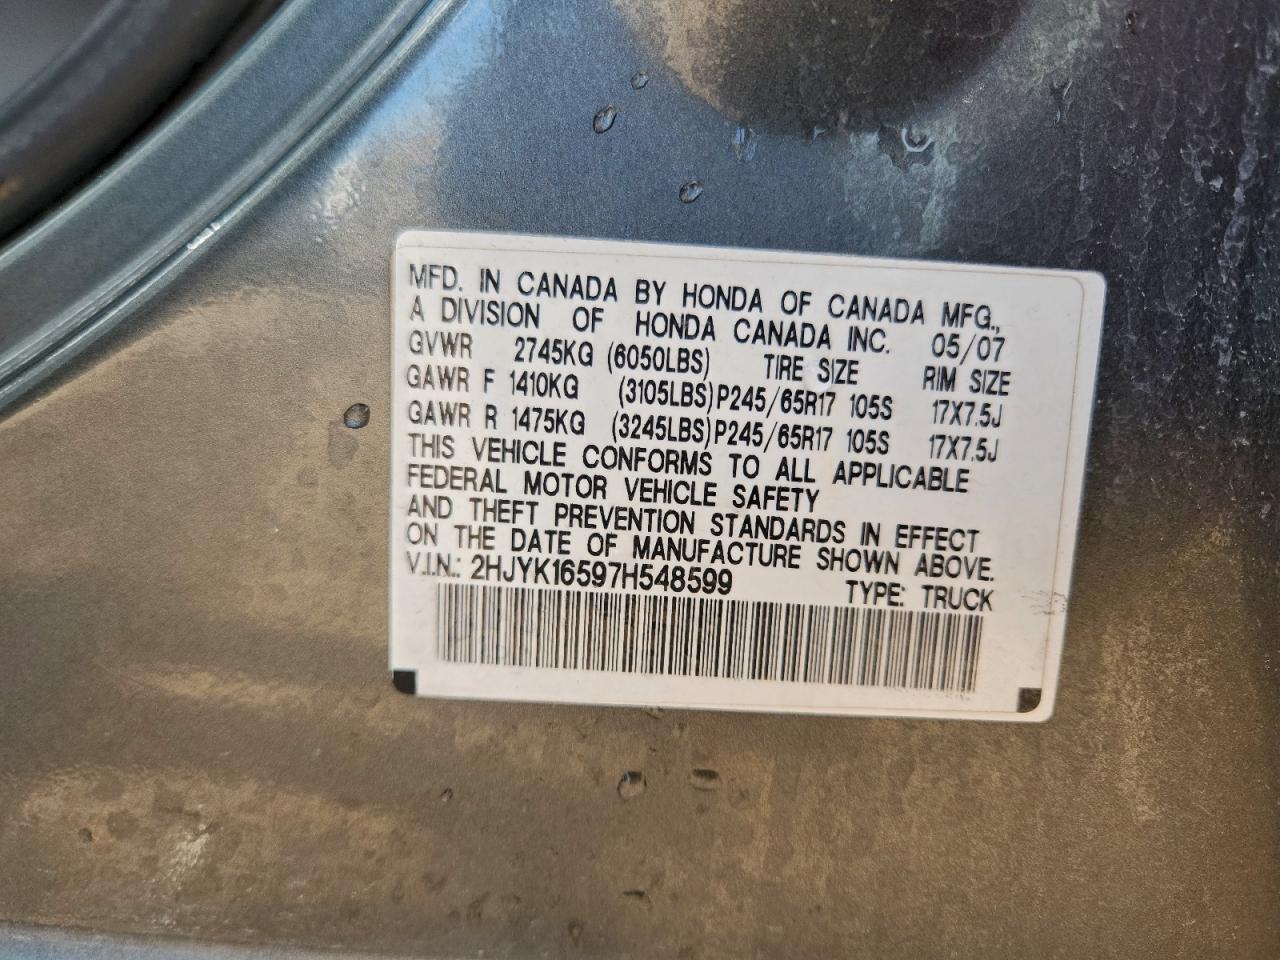 MFD. IN CANADA BY HONDA OF CANADA MFG.,
A DIVISION OF HONDA CANADA INC. 05/07
GVWR 2745KG (6050LBS) TIRE SIZE RIM SIZE
GAWR F 1410KG (3105LBS) P245/65R17 105S 17X7.5J
GAWR R 1475KG (3245LBS) P245/65R17 105S 17X7.5J
THIS VEHICLE CONFORMS TO ALL APPLICABLE
FEDERAL MOTOR VEHICLE SAFETY
AND THEFT PREVENTION STANDARDS IN EFFECT
ON THE DATE OF MANUFACTURE SHOWN ABOVE.
V.I.N.: 2HJYK16597H548599 TYPE: TRUCK